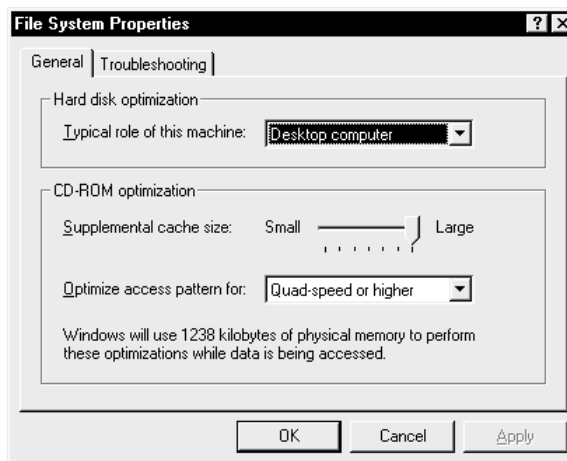 File System Properties
General
Troubleshooting
Hard disk optimization
Typical role of this machine: Desktop computer
CD-ROM optimization
Supplemental cache size: Small Large
Optimize access pattern for: Quad-speed or higher
Windows will use 1238 kilobytes of physical memory to perform
these optimizations while data is being accessed.
OK Cancel Apply